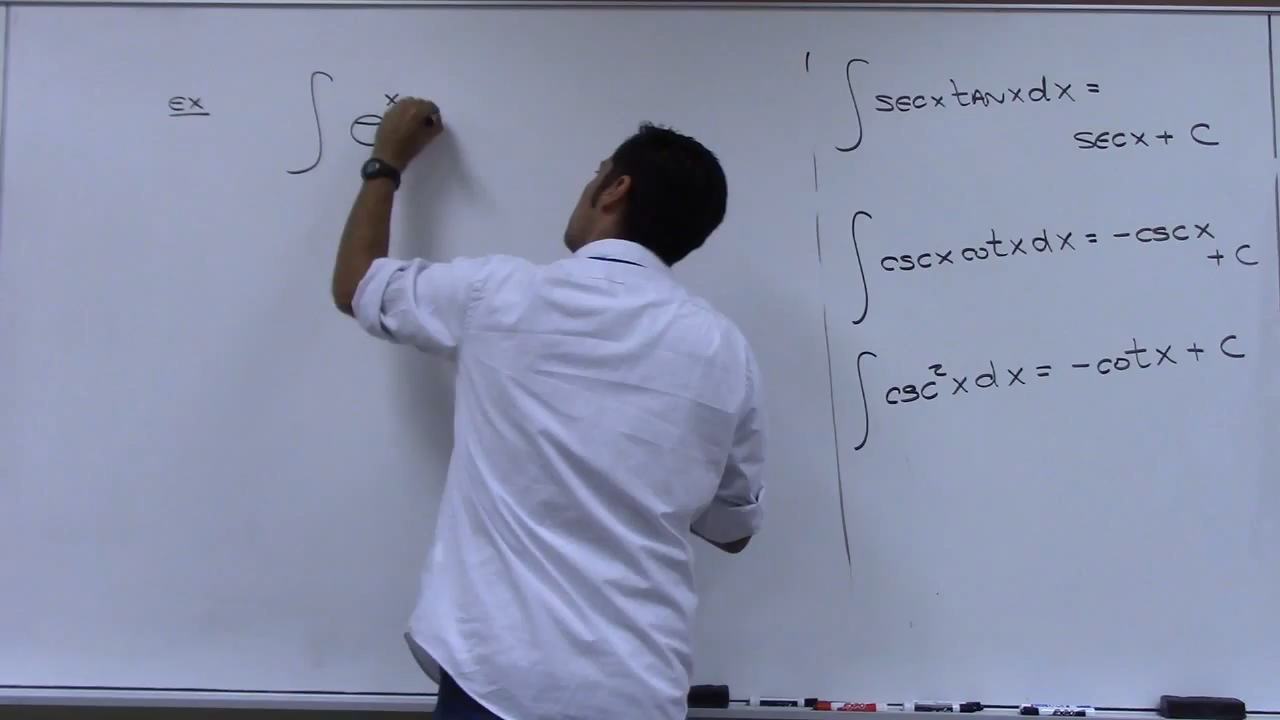 EX ∫ e^x
∫ secx tANx dx =
secx + C
∫ cscx cotx dx = -cscx
+ C
∫ csc²x dx = -cotx + C